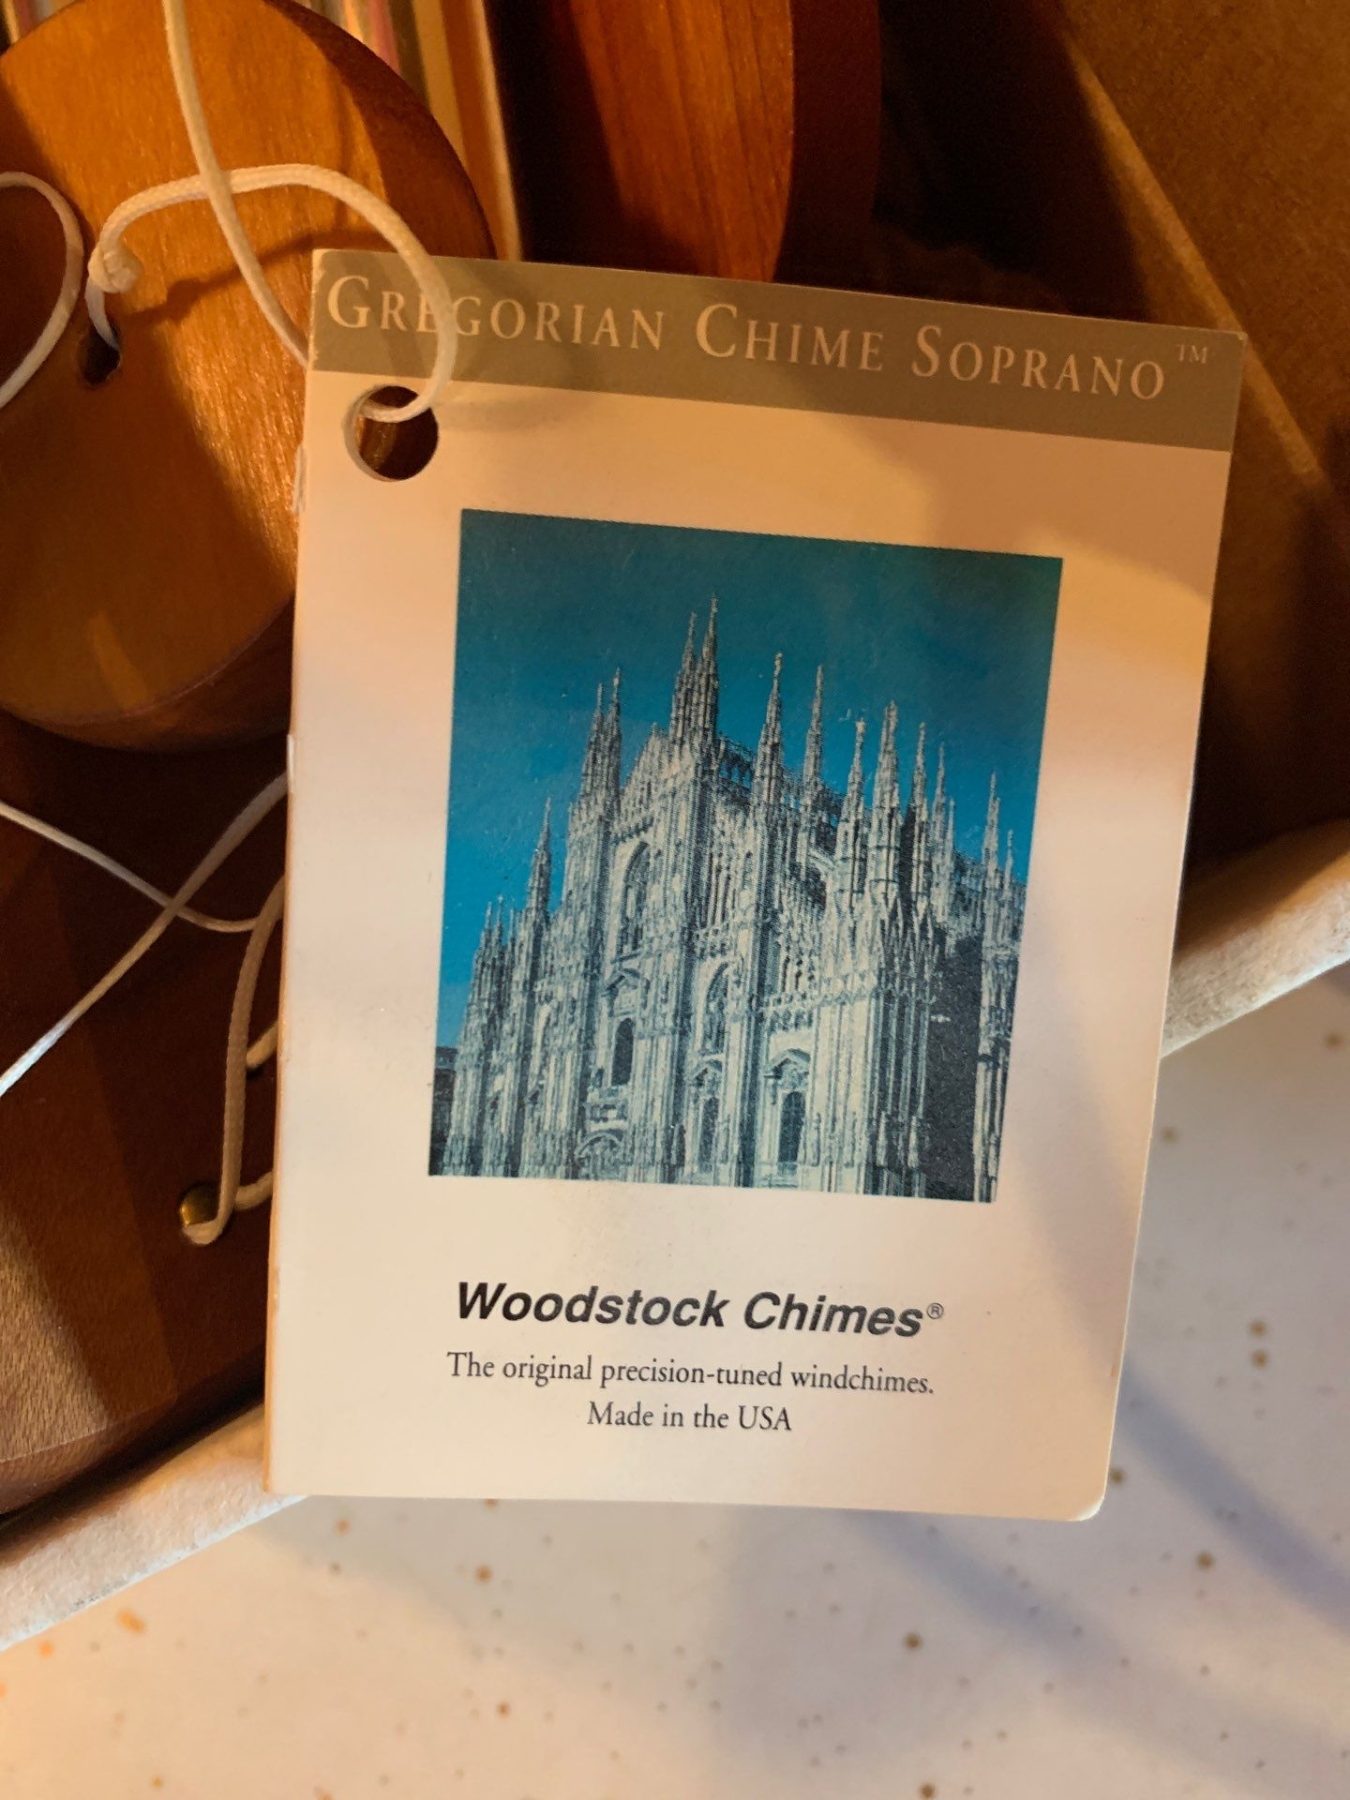 GREGORIAN CHIME SOPRANO™
Woodstock Chimes®
The original precision-tuned windchimes.
Made in the USA